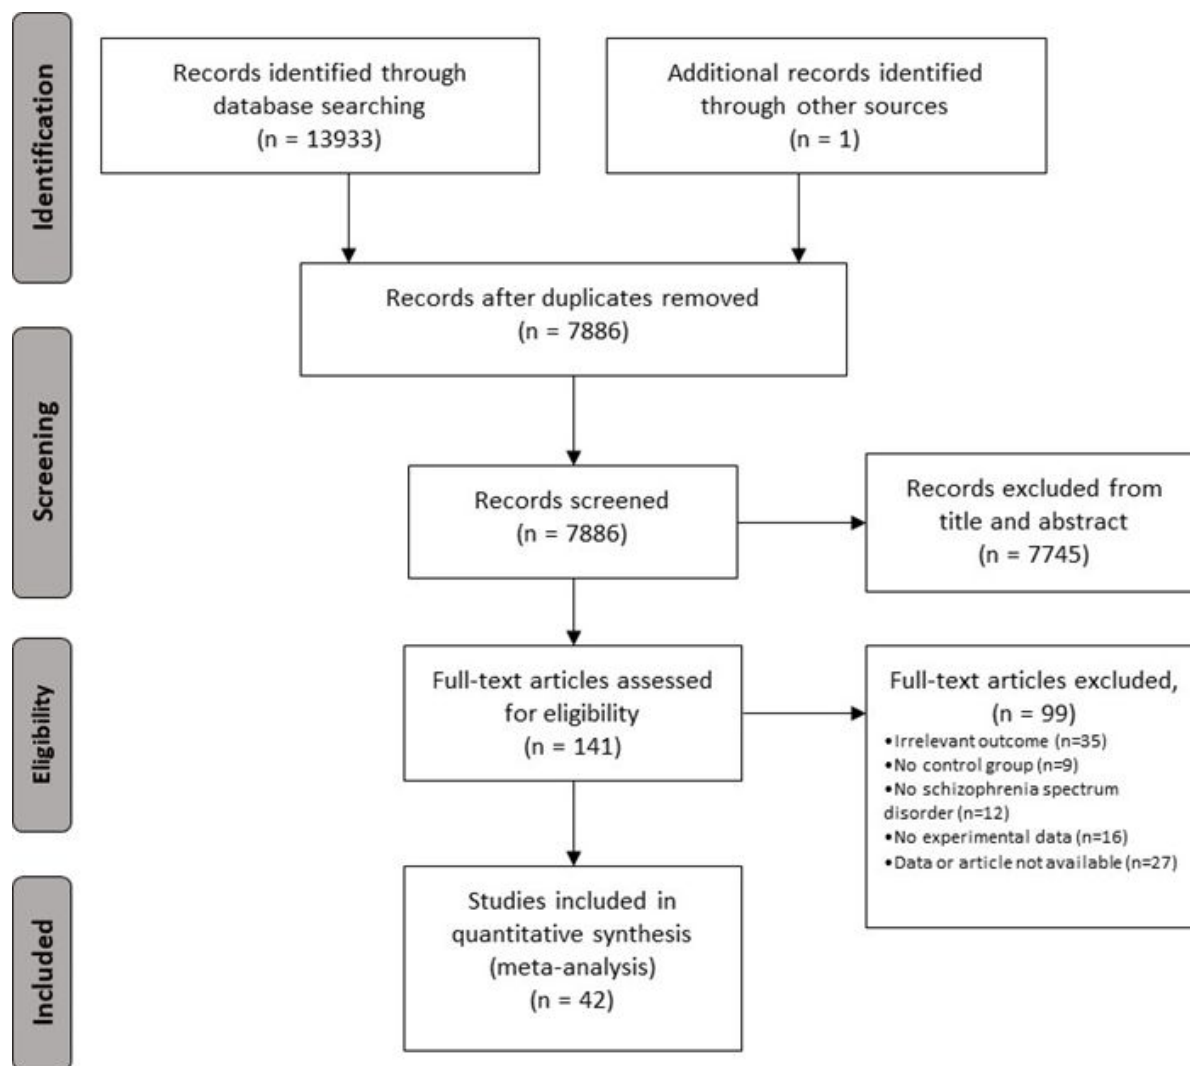 Identification
Records identified through
database searching
(n = 13933)
Additional records identified
through other sources
(n = 1)
Records after duplicates removed
(n = 7886)
Screening
Records screened
(n = 7886)
Records excluded from
title and abstract
(n = 7745)
Eligibility
Full-text articles assessed
for eligibility
(n = 141)
Full-text articles excluded,
(n = 99)
•Irrelevant outcome (n=35)
•No control group (n=9)
•No schizophrenia spectrum
disorder (n=12)
•No experimental data (n=16)
•Data or article not available (n=27)
Included
Studies included in
quantitative synthesis
(meta-analysis)
(n = 42)